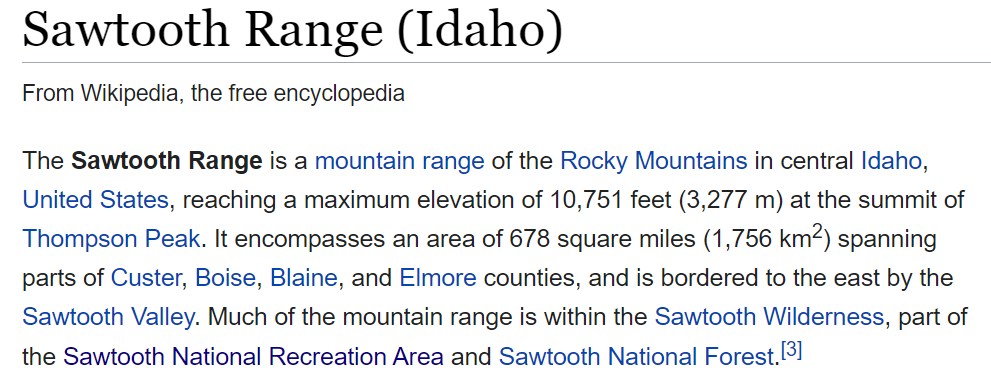 Sawtooth Range (Idaho)
From Wikipedia, the free encyclopedia
The Sawtooth Range is a mountain range of the Rocky Mountains in central Idaho,
United States, reaching a maximum elevation of 10,751 feet (3,277 m) at the summit of
Thompson Peak. It encompasses an area of 678 square miles (1,756 km2) spanning
parts of Custer, Boise, Blaine, and Elmore counties, and is bordered to the east by the
Sawtooth Valley. Much of the mountain range is within the Sawtooth Wilderness, part of
the Sawtooth National Recreation Area and Sawtooth National Forest.[3]